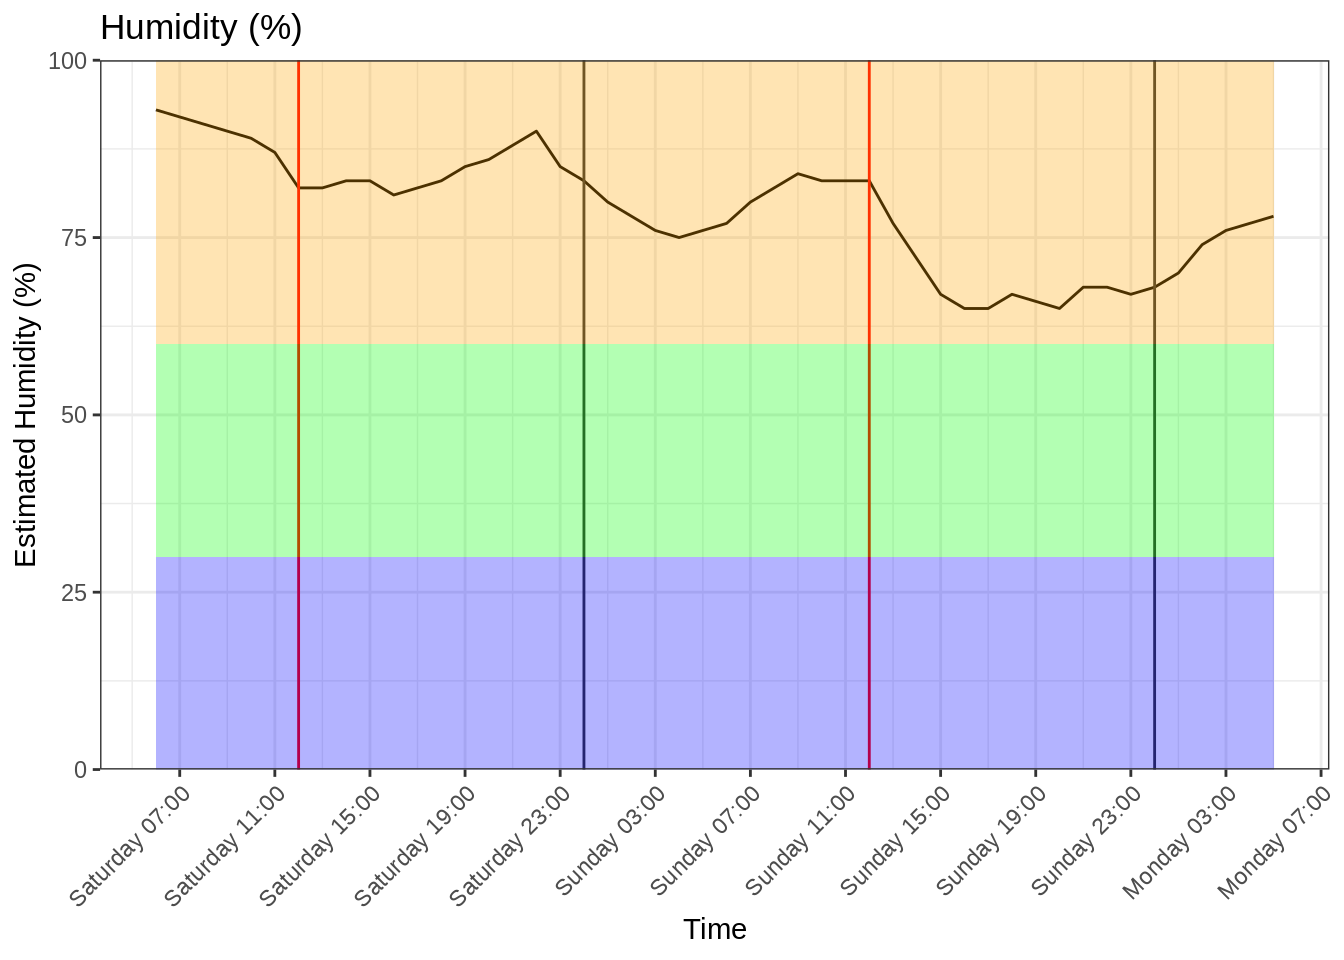 Humidity (%)
Estimated Humidity (%)
100
75
50
25
0
Saturday 07:00
Saturday 11:00
Saturday 15:00
Saturday 19:00
Saturday 23:00
Sunday 03:00
Sunday 07:00
Sunday 11:00
Sunday 15:00
Sunday 19:00
Sunday 23:00
Monday 03:00
Monday 07:00
Time